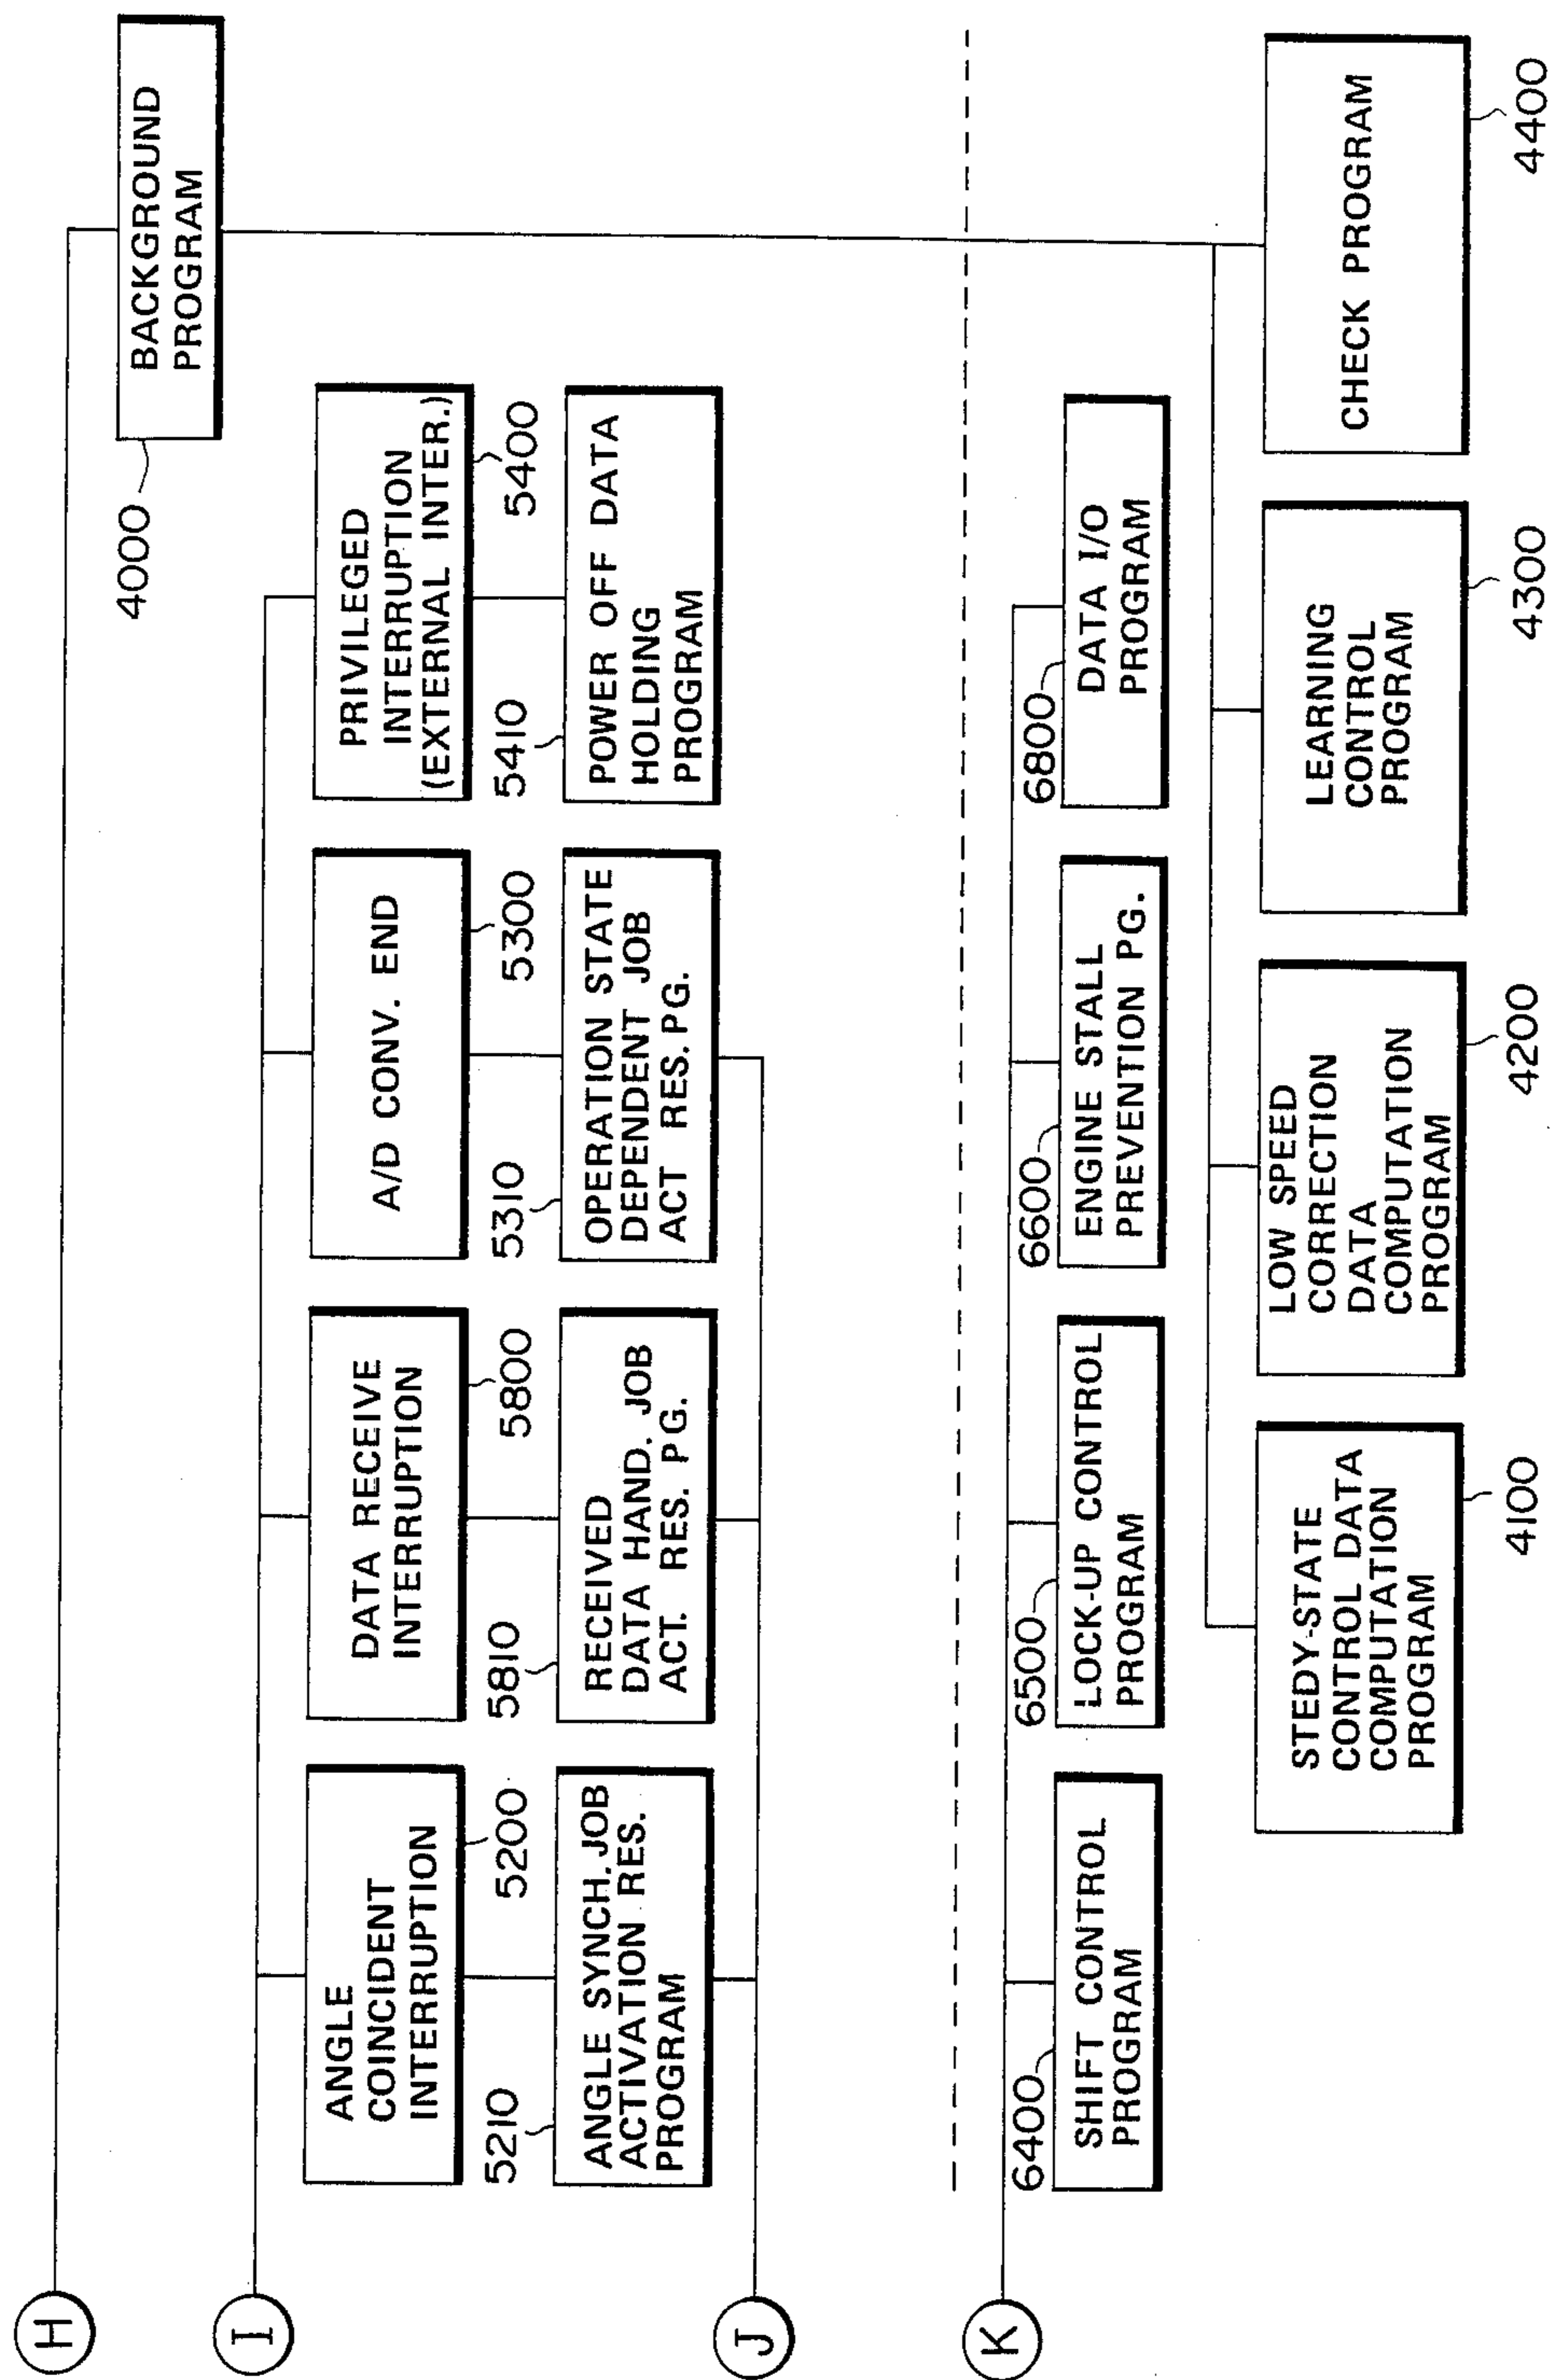 H
BACKGROUND
PROGRAM
4000
I
ANGLE
COINCIDENT
INTERRUPTION
5200
DATA RECEIVE
INTERRUPTION
5800
A/D CONV. END
5300
PRIVILEGED
INTERRUPTION
(EXTERNAL INTER.)
5400
5210
ANGLE SYNCH. JOB
ACTIVATION RES.
PROGRAM
5810
RECEIVED
DATA HAND. JOB
ACT. RES. PG.
5310
OPERATION STATE
DEPENDENT JOB
ACT RES. PG.
5410
POWER OFF DATA
HOLDING
PROGRAM
J
K
6400
SHIFT CONTROL
PROGRAM
6500
LOCK-UP CONTROL
PROGRAM
6600
ENGINE STALL
PREVENTION PG.
6800
DATA I/O
PROGRAM
STEDY-STATE
CONTROL DATA
COMPUTATION
PROGRAM
4100
LOW SPEED
CORRECTION
DATA
COMPUTATION
PROGRAM
4200
LEARNING
CONTROL
PROGRAM
4300
CHECK PROGRAM
4400